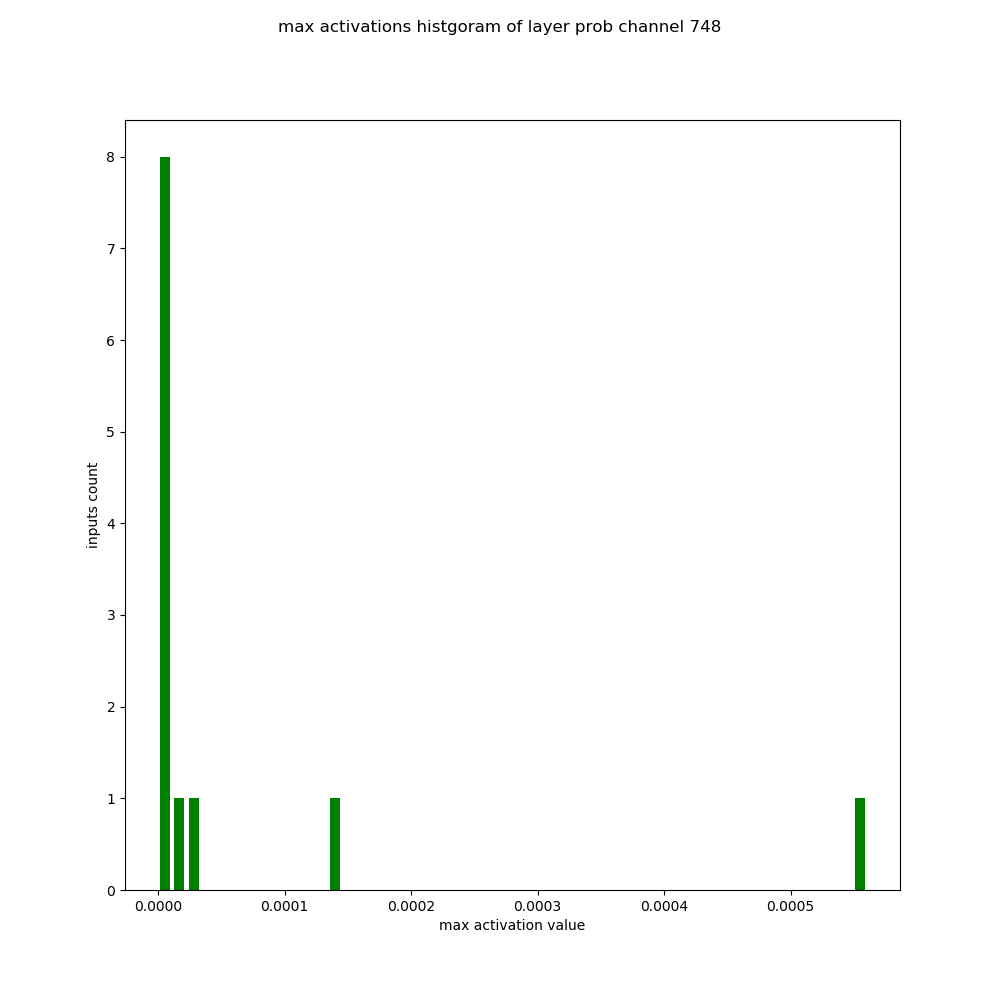 max activations histgoram of layer prob channel 748
8
7
6
5
4
3
2
1
0
inputs count
0.0000 0.0001 0.0002 0.0003 0.0004 0.0005
max activation value